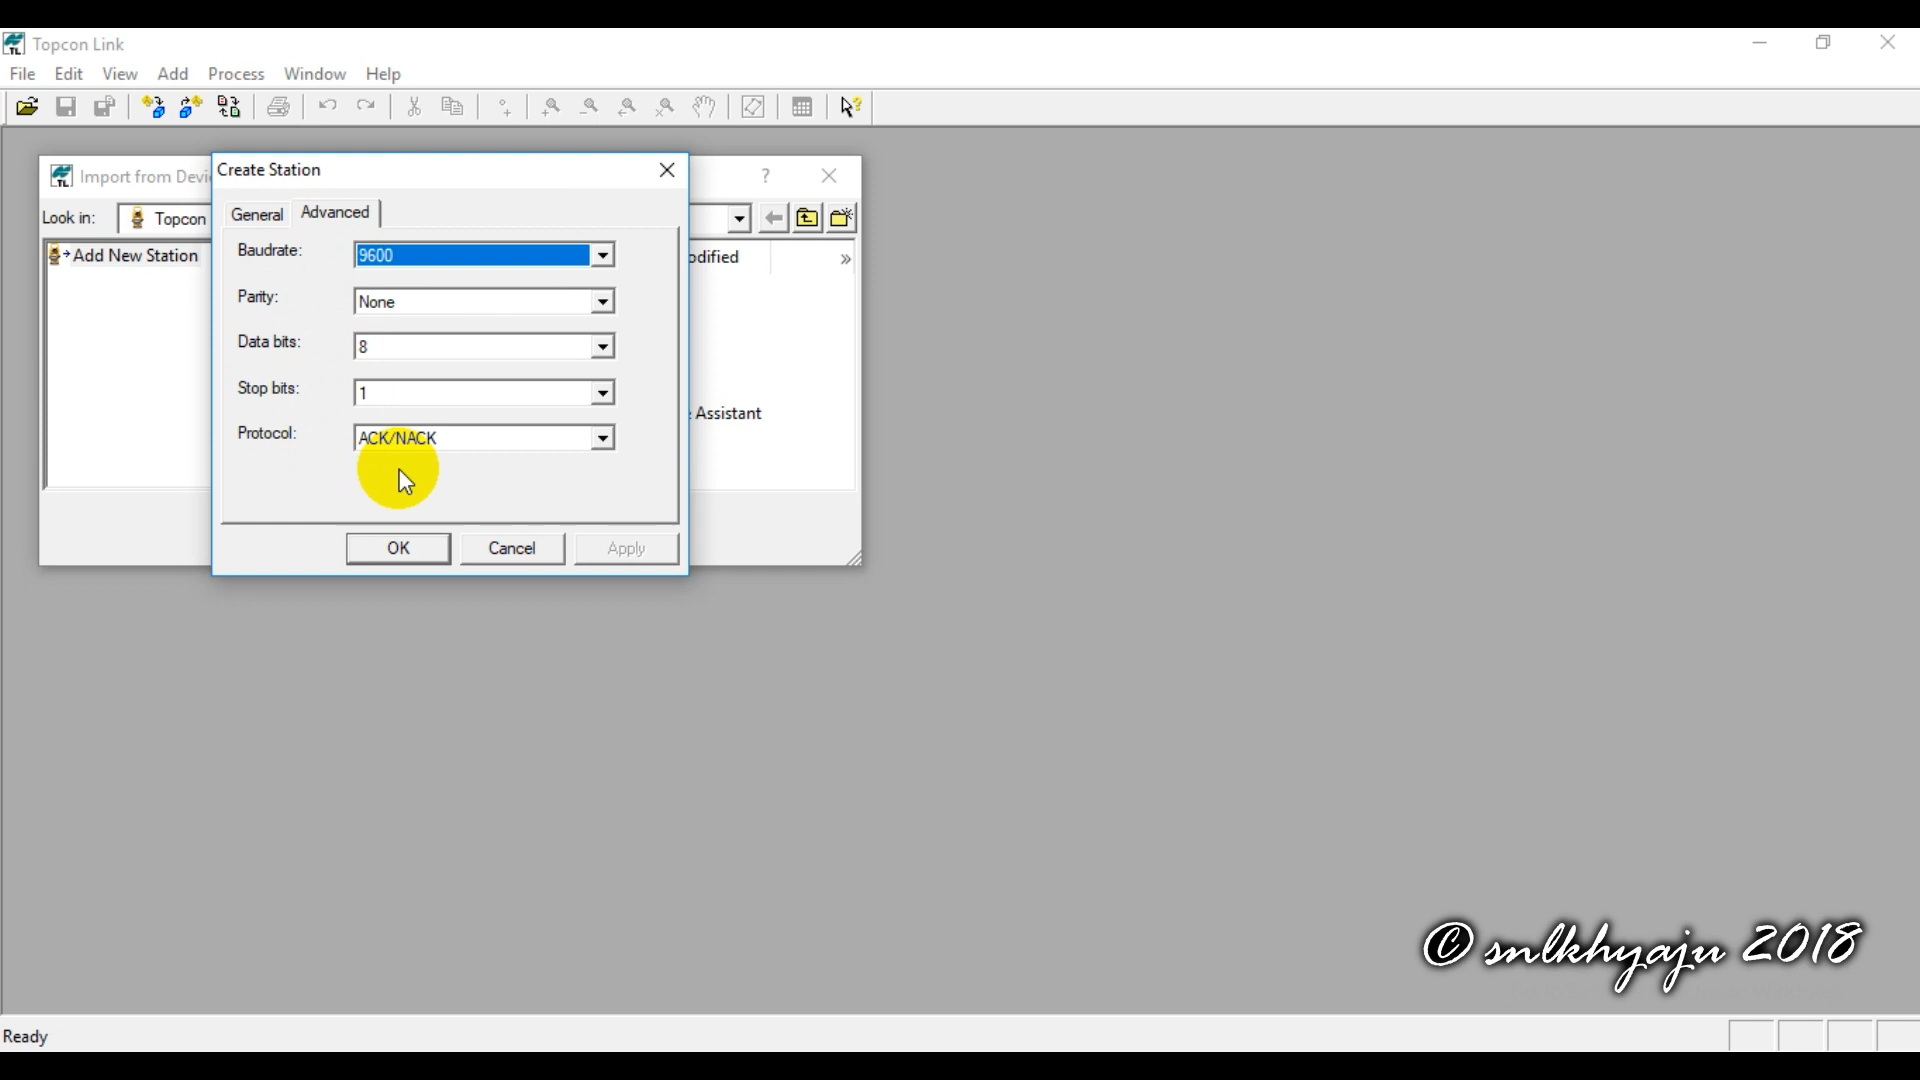 Topcon Link
File Edit View Add Process Window Help
Import from Devi
Create Station
Look in: Topcon
General Advanced
Add New Station
odified
Baudrate: 9600
Parity: None
Data bits: 8
Stop bits: 1
Assistant
Protocol: ACK/NACK
OK Cancel Apply
© snlkhyaju 2018
Ready